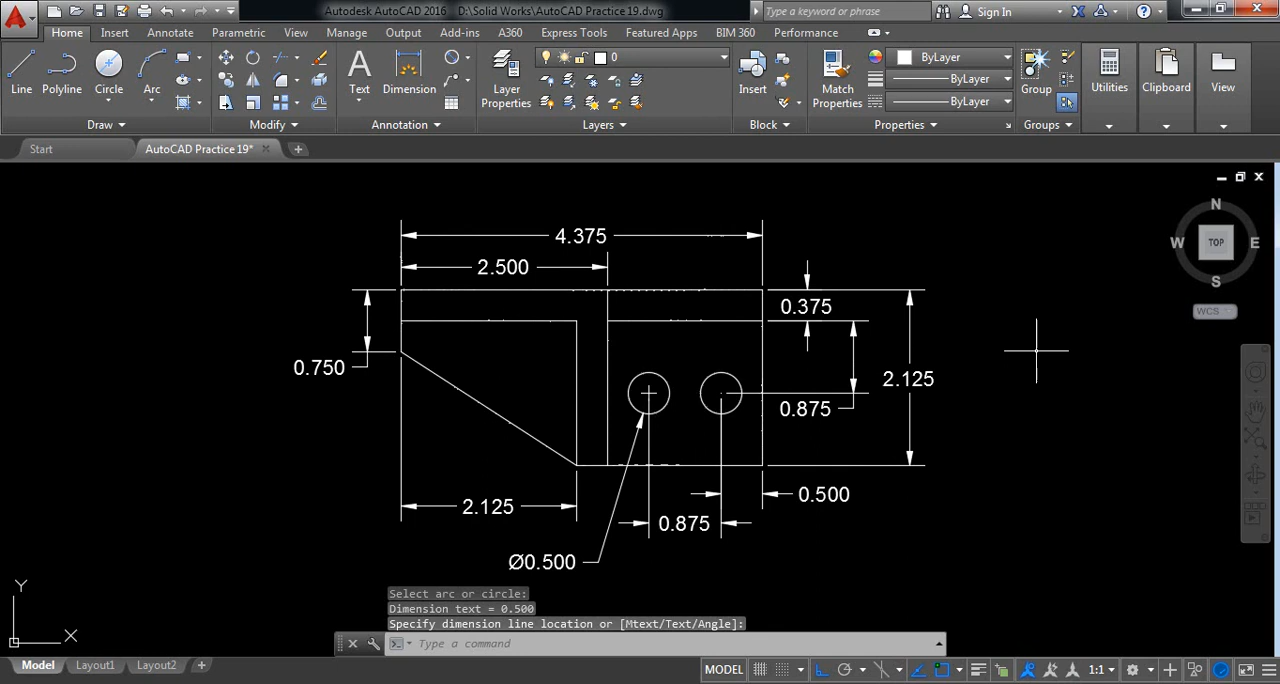 Autodesk AutoCAD 2016 D:\Solid Works\AutoCAD Practice 19.dwg
Type a keyword or phrase
Sign In
Home Insert Annotate Parametric View Manage Output Add-ins A360 Express Tools Featured Apps BIM 360 Performance
0
ByLayer
ByLayer
ByLayer
Line Polyline Circle Arc Text Dimension Layer Properties Insert Match Properties Group Utilities Clipboard View
Draw Modify Annotation Layers Block Properties Groups
Start AutoCAD Practice 19*
N
W TOP E
S
WCS
4.375
2.500
0.375
0.750
2.125
0.875
0.500
2.125
0.875
Ø0.500
Y
X
Select arc or circle:
Dimension text = 0.500
Specify dimension line location or [Mtext/Text/Angle]:
Type a command
Model Layout1 Layout2
MODEL 1:1